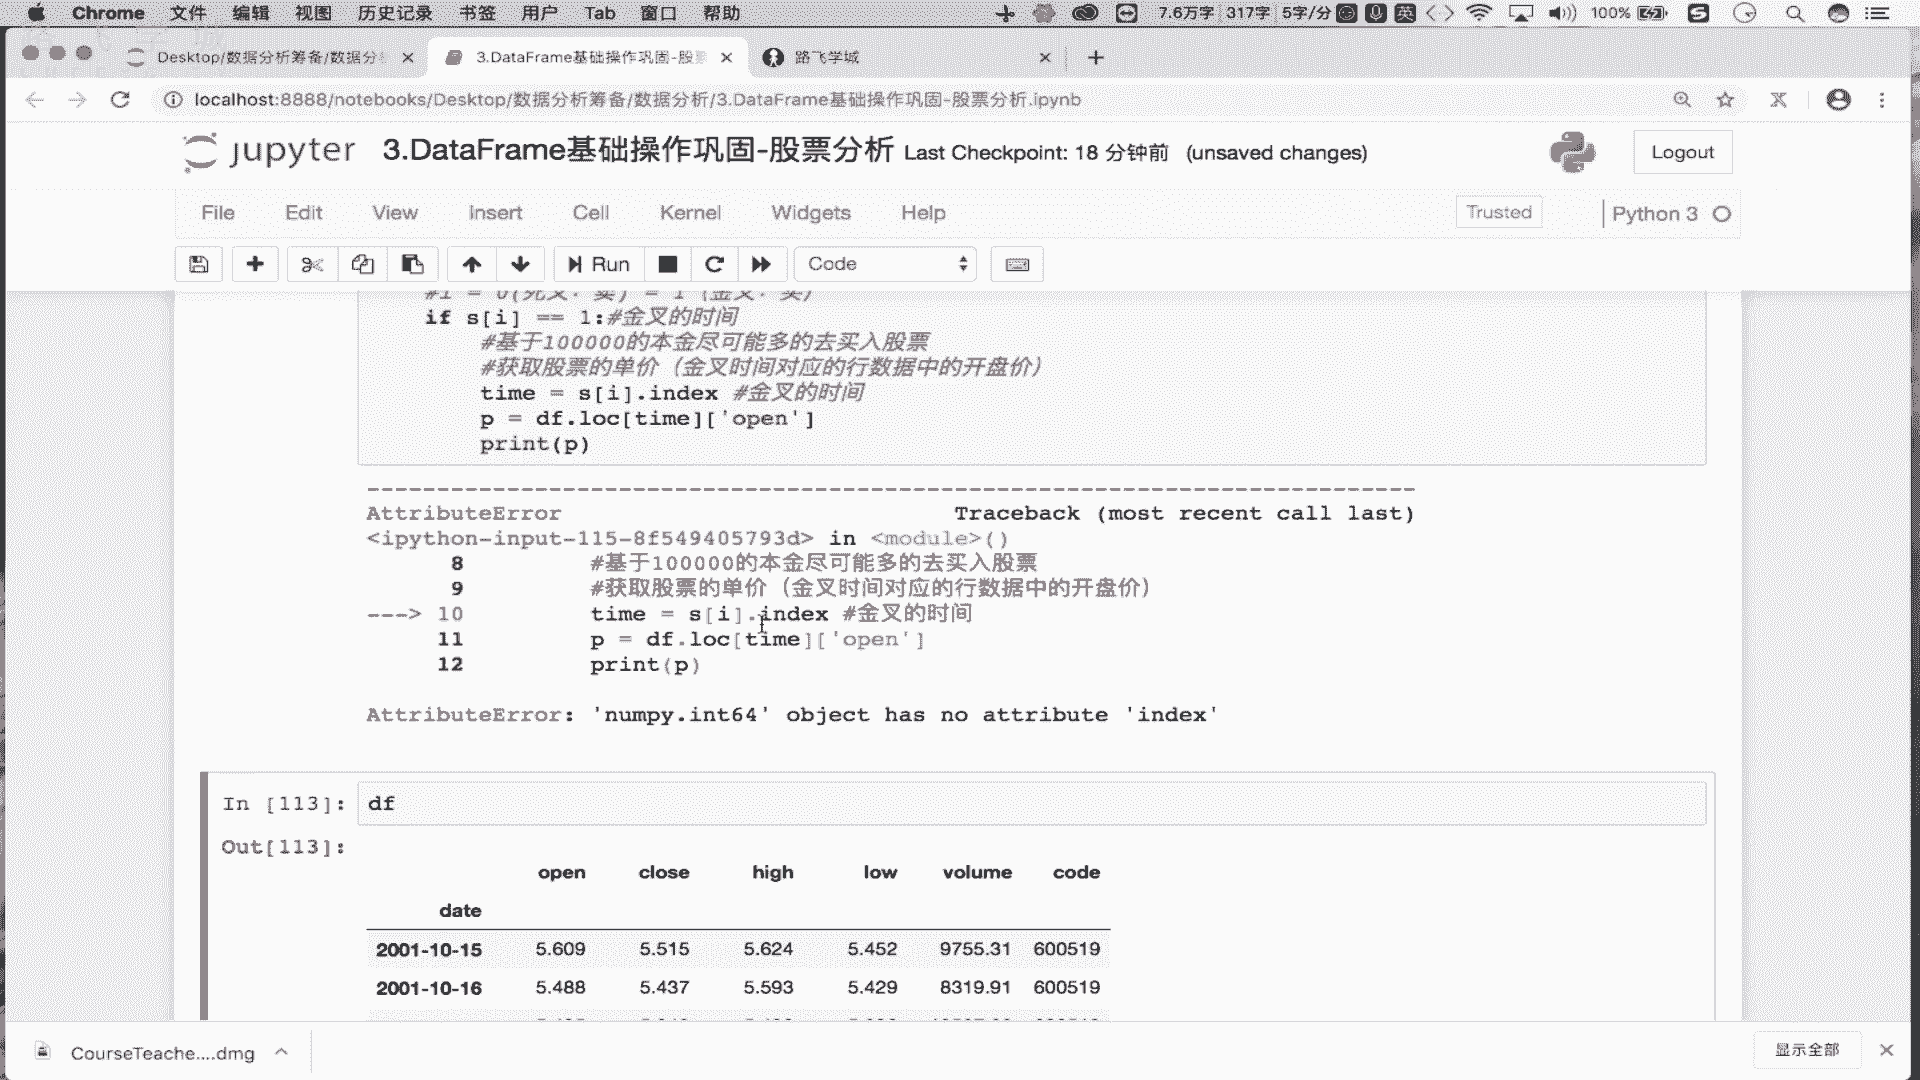 Chrome 文件 编辑 视图 历史记录 书签 用户 Tab 窗口 帮助 7.6万字 317字 5字/分 英 100%
Desktop/数据分析筹备/数据分 3.DataFrame基础操作巩固-股 路飞学城
localhost:8888/notebooks/Desktop/数据分析筹备/数据分析/3.DataFrame基础操作巩固-股票分析.ipynb
jupyter 3.DataFrame基础操作巩固-股票分析 Last Checkpoint: 18 分钟前 (unsaved changes) Logout
File Edit View Insert Cell Kernel Widgets Help Trusted Python 3
Run Code
if s[i] == 1:#金叉的时间
#基于100000的本金尽可能多的去买入股票
#获取股票的单价（金叉时间对应的行数据中的开盘价）
time = s[i].index #金叉的时间
p = df.loc[time]['open']
print(p)
---------------------------------------------------------------------------
AttributeError Traceback (most recent call last)
<ipython-input-115-8f549405793d> in <module>()
8 #基于100000的本金尽可能多的去买入股票
9 #获取股票的单价（金叉时间对应的行数据中的开盘价）
---> 10 time = s[i].index #金叉的时间
11 p = df.loc[time]['open']
12 print(p)
AttributeError: 'numpy.int64' object has no attribute 'index'
In [113]: df
Out[113]:
open close high low volume code
date
2001-10-15 5.609 5.515 5.624 5.452 9755.31 600519
2001-10-16 5.488 5.437 5.593 5.429 8319.91 600519
CourseTeache....dmg 显示全部